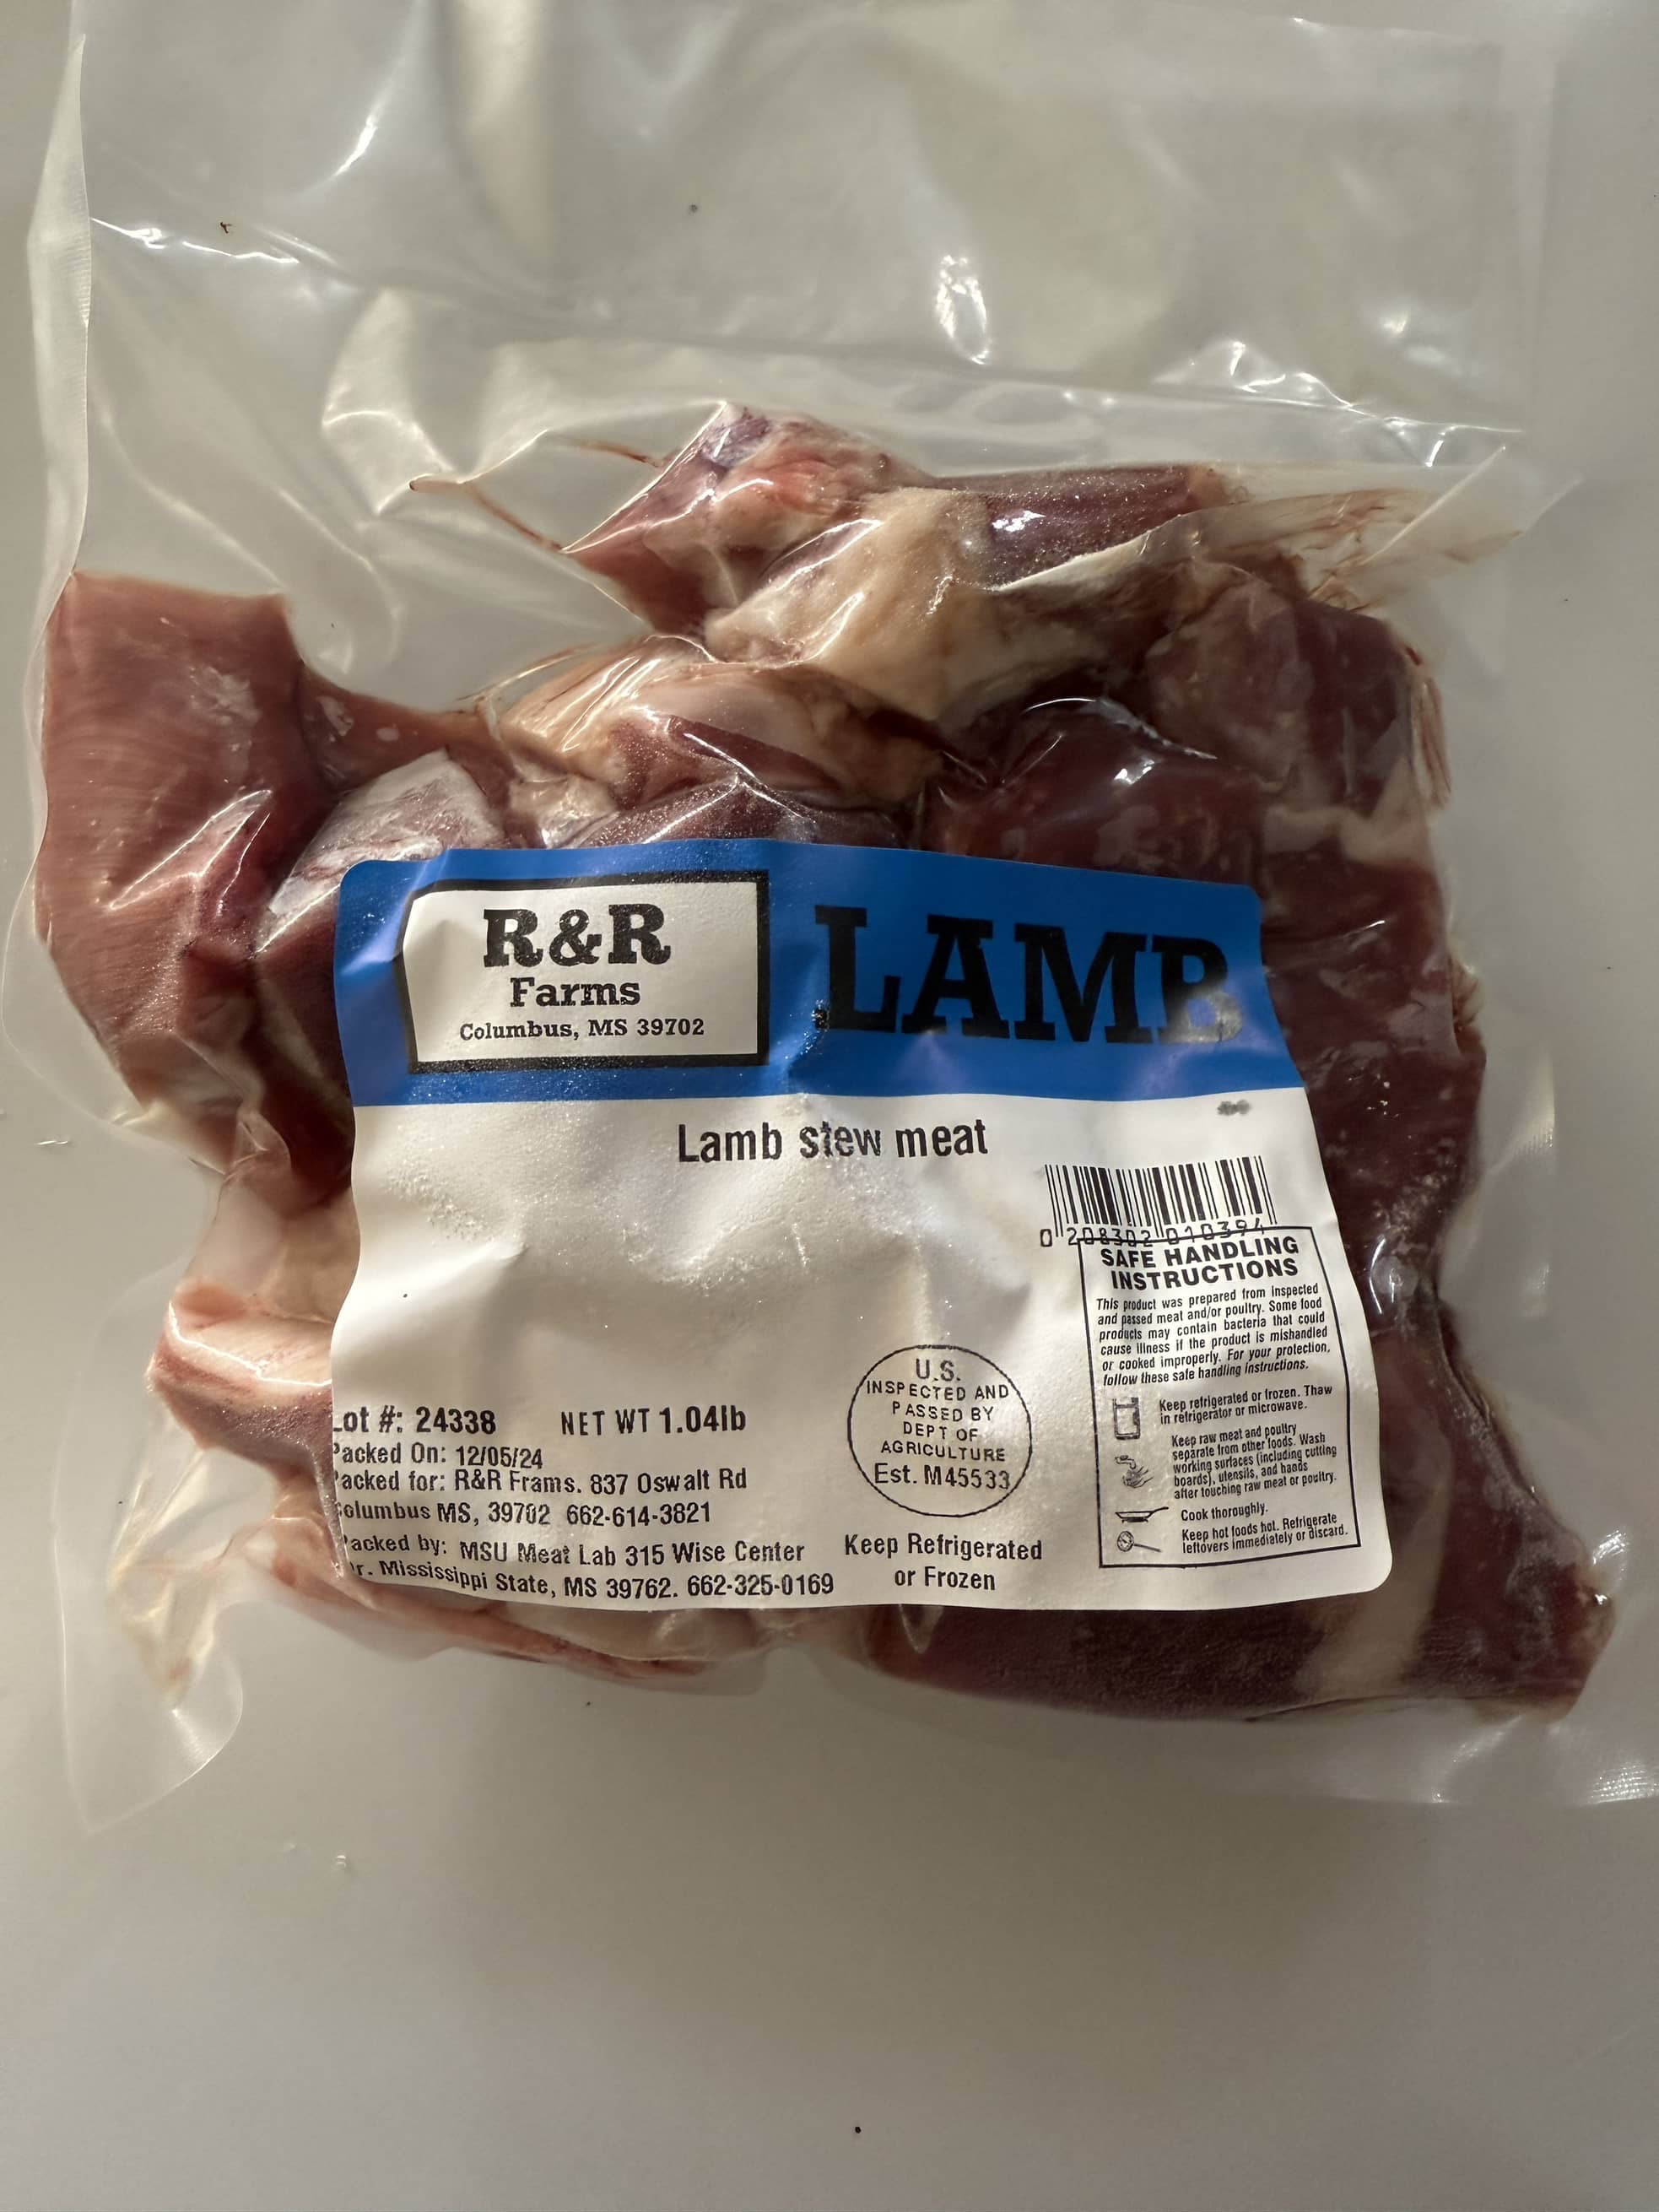 R&R
Farms
Columbus, MS 39702
LAMB
Lamb stew meat
0 208302 010394
SAFE HANDLING
INSTRUCTIONS
This product was prepared from inspected
and passed meat and/or poultry. Some food
products may contain bacteria that could
cause illness if the product is mishandled
or cooked improperly. For your protection,
follow these safe handling instructions.
Keep refrigerated or frozen. Thaw
in refrigerator or microwave.
Keep raw meat and poultry
separate from other foods. Wash
working surfaces (including cutting
boards), utensils, and hands
after touching raw meat or poultry.
Cook thoroughly.
Keep hot foods hot. Refrigerate
leftovers immediately or discard.
U.S.
INSPECTED AND
PASSED BY
DEPT OF
AGRICULTURE
Est. M45533
Lot #: 24338 NET WT 1.04lb
Packed On: 12/05/24
Packed for: R&R Frams. 837 Oswalt Rd
Columbus MS, 39702 662-614-3821
Packed by: MSU Meat Lab 315 Wise Center
Dr. Mississippi State, MS 39762. 662-325-0169
Keep Refrigerated
or Frozen